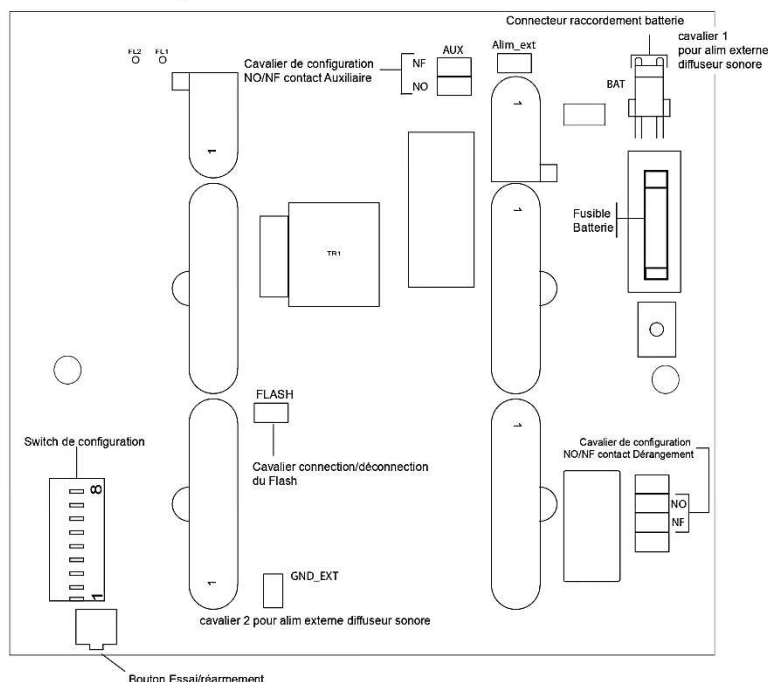 Connecteur raccordement batterie
cavalier 1
pour alim externe
diffuseur sonore
FL2
FL1
Cavalier de configuration
NO/NF contact Auxiliaire
AUX
NF
NO
Alim_ext
BAT
1
1
1
Fusible
Batterie
TR1
FLASH
Cavalier connection/déconnection
du Flash
1
Switch de configuration
8
1
Cavalier de configuration
NO/NF contact Dérangement
NO
NF
1
GND_EXT
cavalier 2 pour alim externe diffuseur sonore
Bouton Essai/réarmement